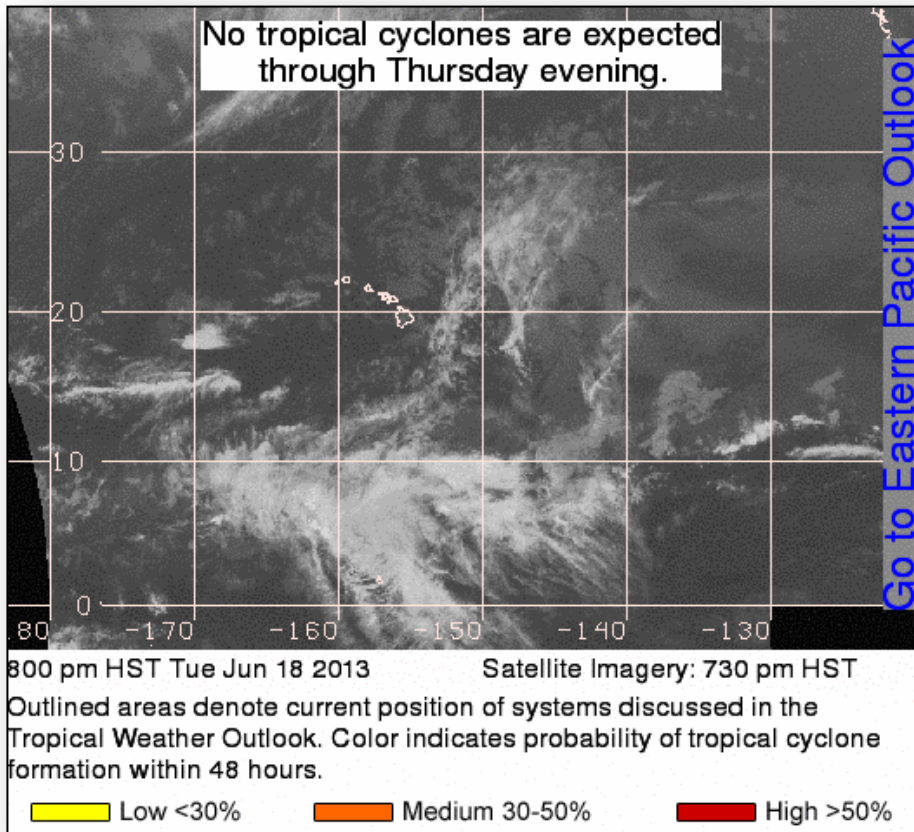 No tropical cyclones are expected
through Thursday evening.
Go to Eastern Pacific Outlook
30
20
10
0
.80 -170 -160 -150 -140 -130
800 pm HST Tue Jun 18 2013 Satellite Imagery: 730 pm HST
Outlined areas denote current position of systems discussed in the
Tropical Weather Outlook. Color indicates probability of tropical cyclone
formation within 48 hours.
Low <30% Medium 30-50% High >50%